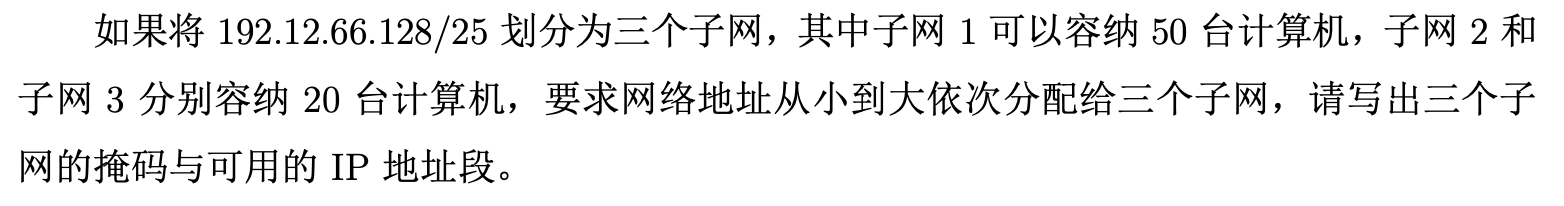 如果将 192.12.66.128/25 划分为三个子网，其中子网 1 可以容纳 50 台计算机，子网 2 和
子网 3 分别容纳 20 台计算机，要求网络地址从小到大依次分配给三个子网，请写出三个子
网的掩码与可用的 IP 地址段。